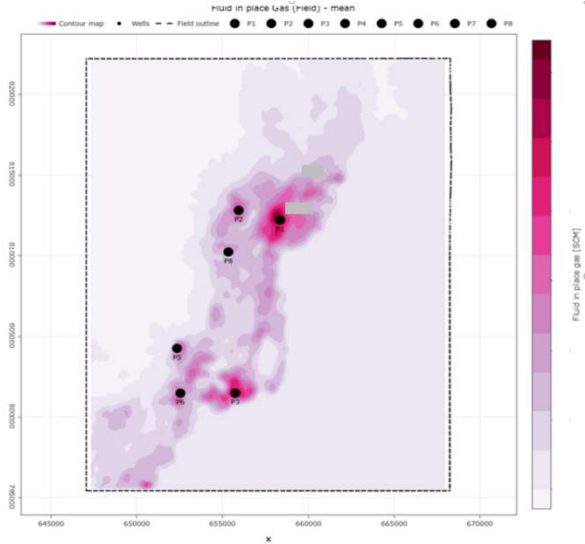 Fluid in place Gas (Field) - mean
Contour map Wells Field outline P1 P2 P3 P4 P5 P6 P7 P8
P2
P1
P8
P5
P6
P3
645000 650000 655000 660000 665000 670000
x
Fluid in place gas [SCM]